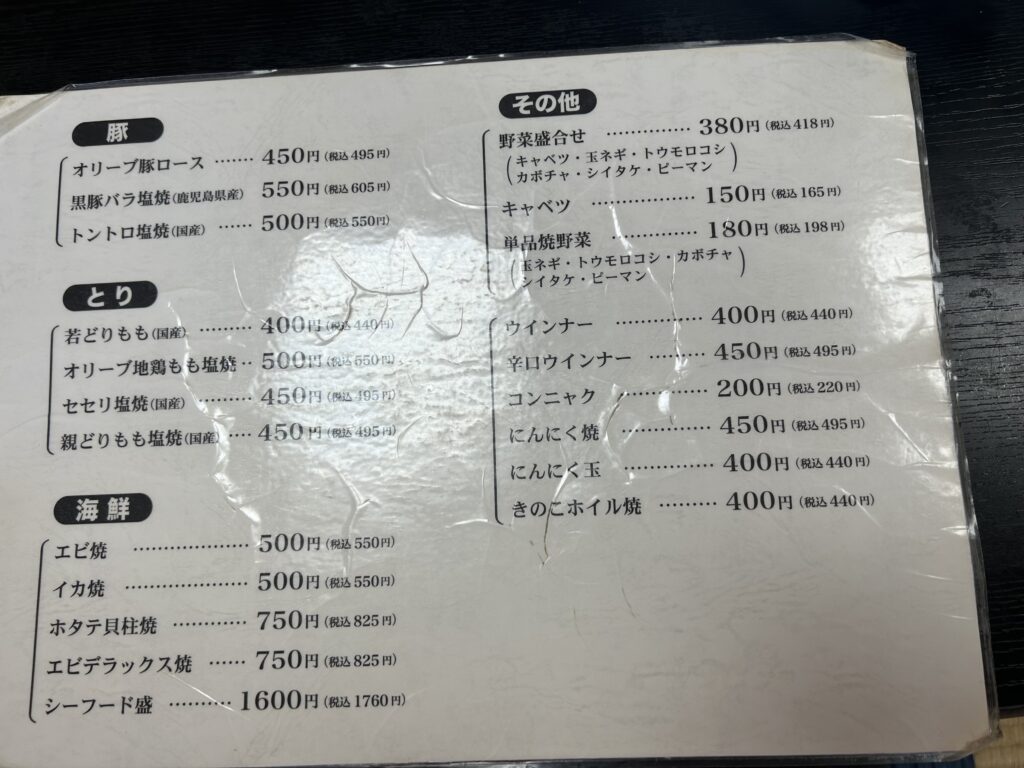 豚
オリーブ豚ロース ······· 450円(税込495円)
黒豚バラ塩焼(鹿児島県産) 550円(税込605円)
トントロ塩焼(国産) ······ 500円(税込550円)
とり
若どりもも(国産) ········· 400円(税込440円)
オリーブ地鶏もも塩焼·· 500円(税込550円)
セセリ塩焼(国産) ········· 450円(税込495円)
親どりもも塩焼(国産) ···· 450円(税込495円)
海鮮
エビ焼 ···················· 500円(税込550円)
イカ焼 ····················· 500円(税込550円)
ホタテ貝柱焼 ············ 750円(税込825円)
エビデラックス焼 ······ 750円(税込825円)
シーフード盛 ·········· 1600円(税込1760円)
その他
野菜盛合せ ·············· 380円(税込418円)
(キャベツ・玉ネギ・トウモロコシ
カボチャ・シイタケ・ピーマン)
キャベツ ················· 150円(税込165円)
単品焼野菜 ·············· 180円(税込198円)
(玉ネギ・トウモロコシ・カボチャ
シイタケ・ピーマン)
ウインナー ·············· 400円(税込440円)
辛口ウインナー ········· 450円(税込495円)
コンニャク ·············· 200円(税込220円)
にんにく焼 ·············· 450円(税込495円)
にんにく玉 ·············· 400円(税込440円)
きのこホイル焼 ········· 400円(税込440円)